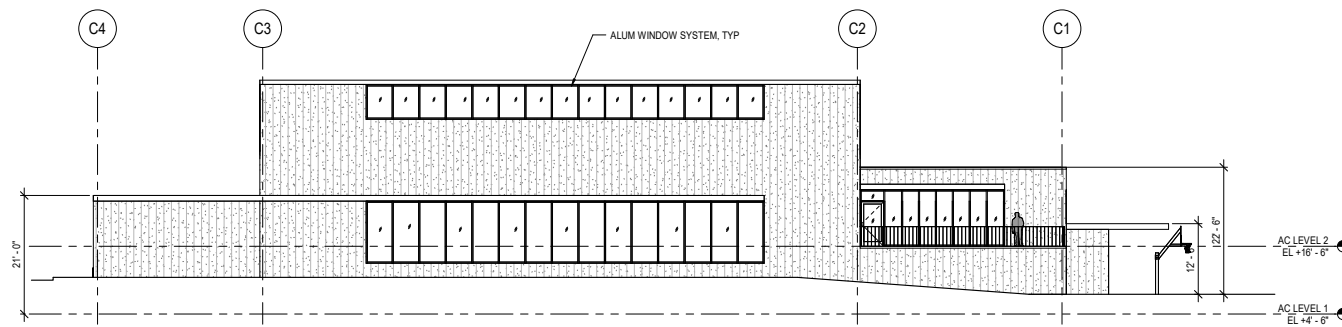 C4
C3
C2
C1
ALUM WINDOW SYSTEM, TYP
21' - 0"
22' - 6"
12' - 6"
AC LEVEL 2
EL +16' - 6"
AC LEVEL 1
EL +4' - 6"